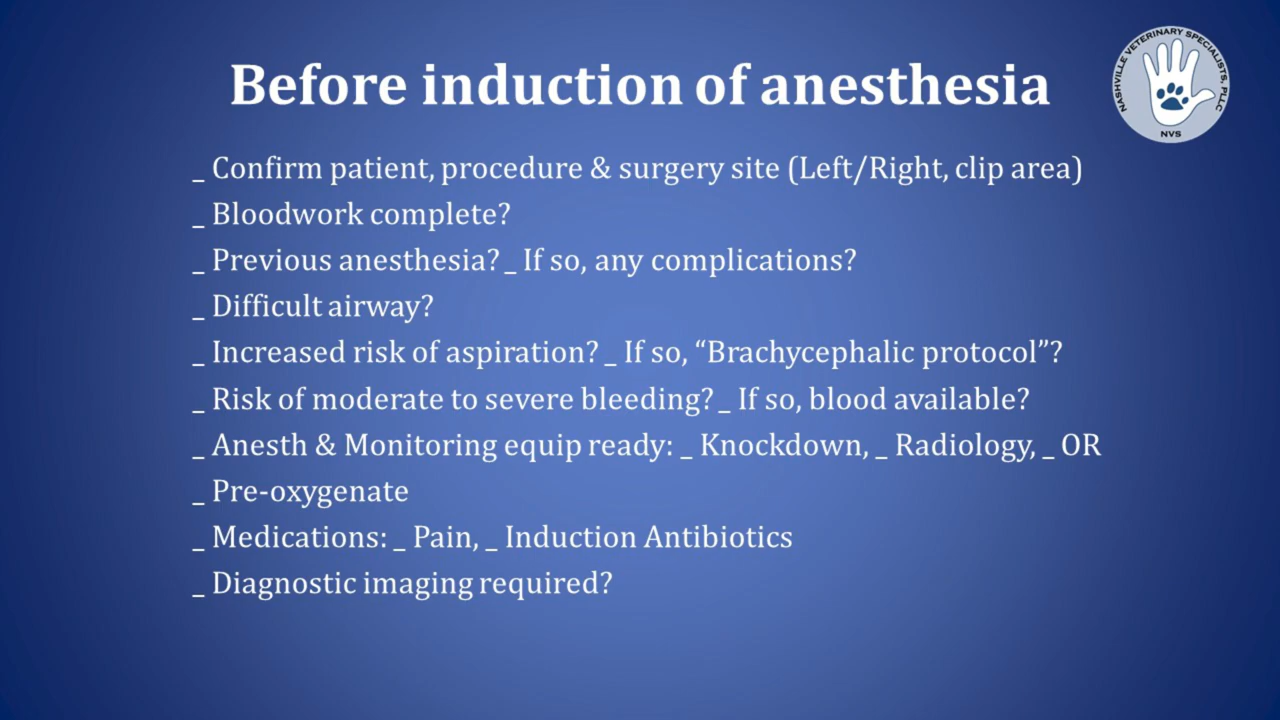 Before induction of anesthesia
NASHVILLE VETERINARY SPECIALISTS, PLLC
NVS
_ Confirm patient, procedure & surgery site (Left/Right, clip area)
_ Bloodwork complete?
_ Previous anesthesia? _ If so, any complications?
_ Difficult airway?
_ Increased risk of aspiration? _ If so, “Brachycephalic protocol”?
_ Risk of moderate to severe bleeding? _ If so, blood available?
_ Anesth & Monitoring equip ready: _ Knockdown, _ Radiology, _ OR
_ Pre-oxygenate
_ Medications: _ Pain, _ Induction Antibiotics
_ Diagnostic imaging required?